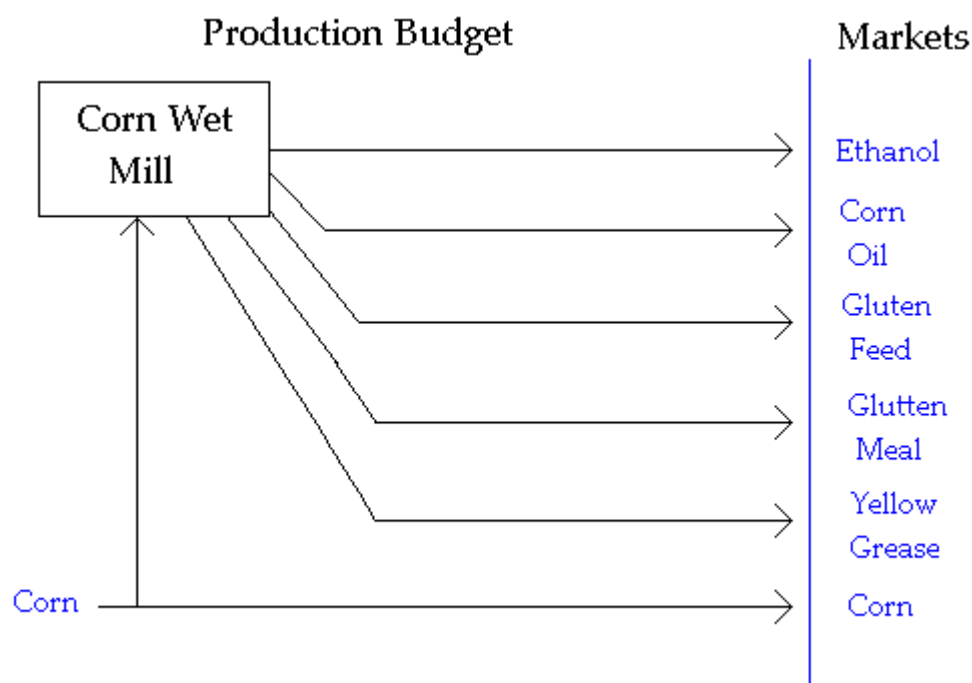 Production Budget
Markets
Corn Wet
Mill
Ethanol
Corn
Oil
Gluten
Feed
Glutten
Meal
Yellow
Grease
Corn
Corn